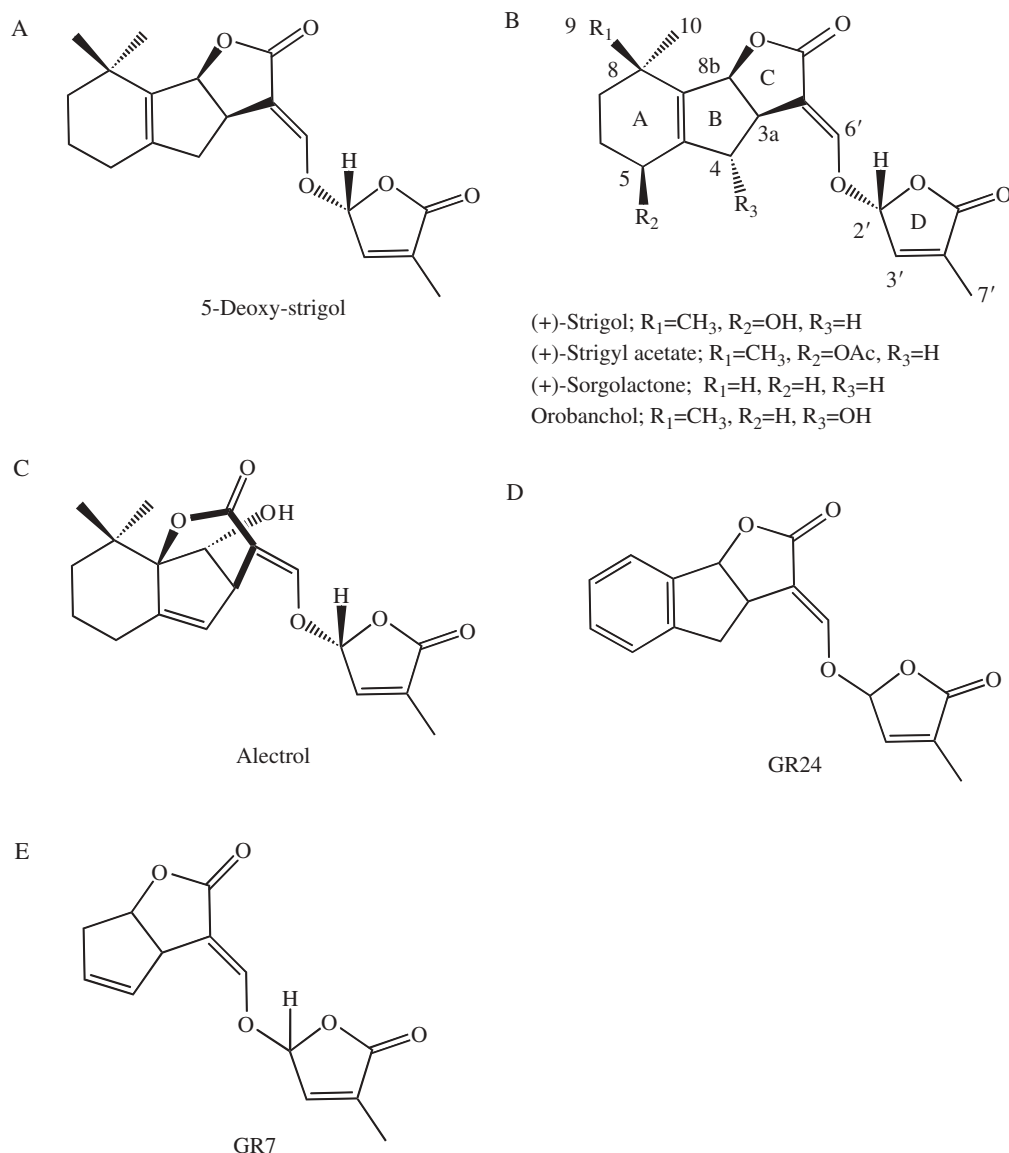 A
O
O
H
O
O
O
5-Deoxy-strigol
B
9
R₁
10
O
O
8
8b
C
A
B
3a
6′
4
5
R₂
R₃
H
O
O
O
2′
D
3′
7′
(+)-Strigol; R₁=CH₃, R₂=OH, R₃=H
(+)-Strigyl acetate; R₁=CH₃, R₂=OAc, R₃=H
(+)-Sorgolactone; R₁=H, R₂=H, R₃=H
Orobanchol; R₁=CH₃, R₂=H, R₃=OH
C
O
O
OH
H
O
O
O
Alectrol
D
O
O
O
O
O
GR24
E
O
O
H
O
O
O
GR7